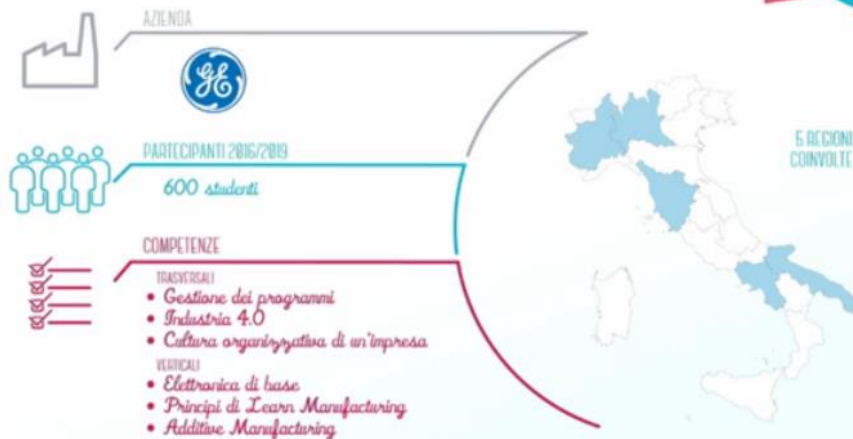 AZIENDA
GE
PARTECIPANTI 2016/2019
600 studenti
5 REGIONI
COINVOLTE
COMPETENZE
TRASVERSALI
• Gestione dei programmi
• Industria 4.0
• Cultura organizzativa di un'impresa
VERTICALI
• Elettronica di base
• Principi di Learn Manufacturing
• Additive Manufacturing